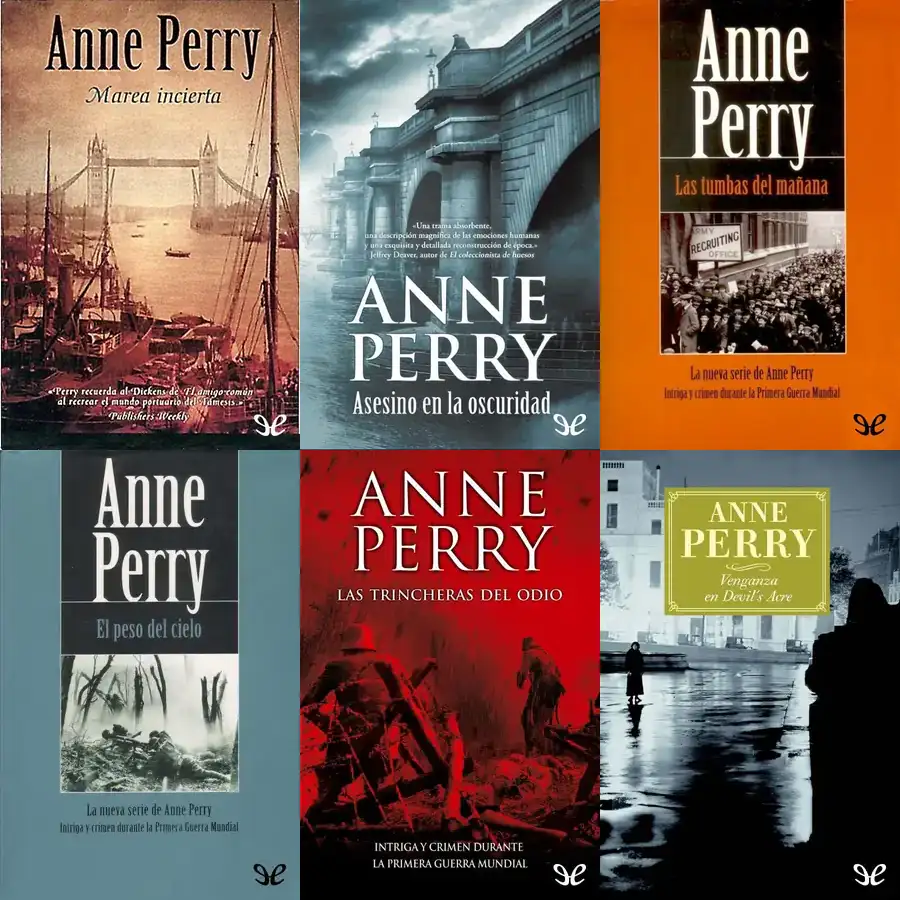 Anne Perry
Marea incierta
«Perry recuerda al Dickens de El amigo común
al recrear el mundo portuario del Támesis.»
Publishers Weekly
«Una trama absorbente,
una descripción magnífica de las emociones humanas
y una exquisita y detallada reconstrucción de época.»
Jeffrey Deaver, autor de El coleccionista de huesos
ANNE
PERRY
Asesino en la oscuridad
Anne
Perry
Las tumbas del mañana
ARMY
RECRUITING
OFFICE
La nueva serie de Anne Perry
Intriga y crimen durante la Primera Guerra Mundial
Anne
Perry
El peso del cielo
La nueva serie de Anne Perry
Intriga y crimen durante la Primera Guerra Mundial
ANNE
PERRY
LAS TRINCHERAS DEL ODIO
INTRIGA Y CRIMEN DURANTE
LA PRIMERA GUERRA MUNDIAL
ANNE
PERRY
Venganza
en Devil's Acre